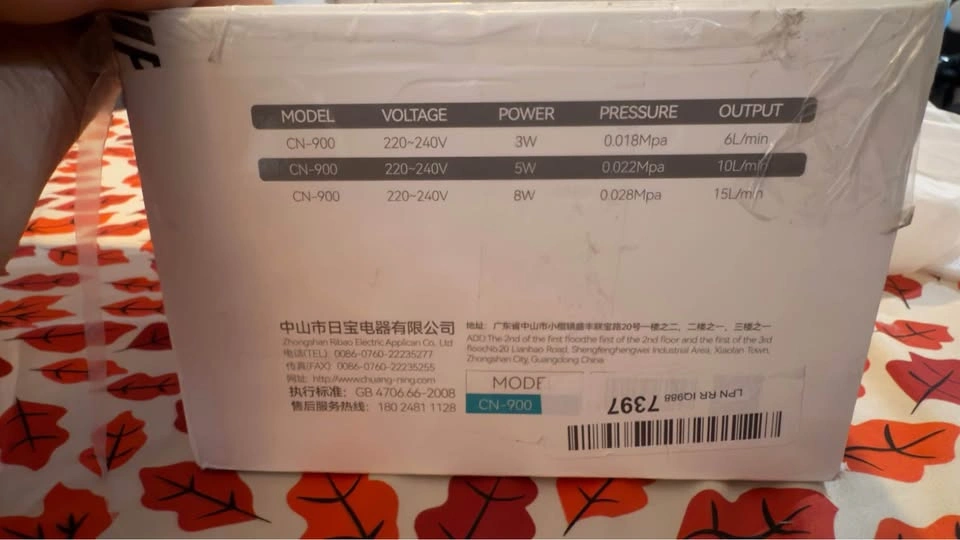 MODEL VOLTAGE POWER PRESSURE OUTPUT
CN-900 220~240V 3W 0.018Mpa 6L/min
CN-900 220~240V 5W 0.022Mpa 10L/min
CN-900 220~240V 8W 0.028Mpa 15L/min
中山市日宝电器有限公司
Zhongshan Ribao Electric Applican Co,. Ltd
电话(TEL): 0086-0760-22235277
传真(FAX): 0086-0760-22235255
网址: http://www.chuang-ning.com
执行标准: GB 4706.66-2008
售后服务热线: 180 2481 1128
地址: 广东省中山市小榄镇盛丰联宝路20号一楼之二、二楼之一、三楼之一
ADD:The 2nd of the first floodthe first of the 2nd floor and the first of the 3rd
floorNo.20 Lianbao Road, Shengfenghengwei Industrial Area, Xiaolan Town,
Zhongshan City, Guangdong China
MODE
CN-900
LPN RR IQ988
7397